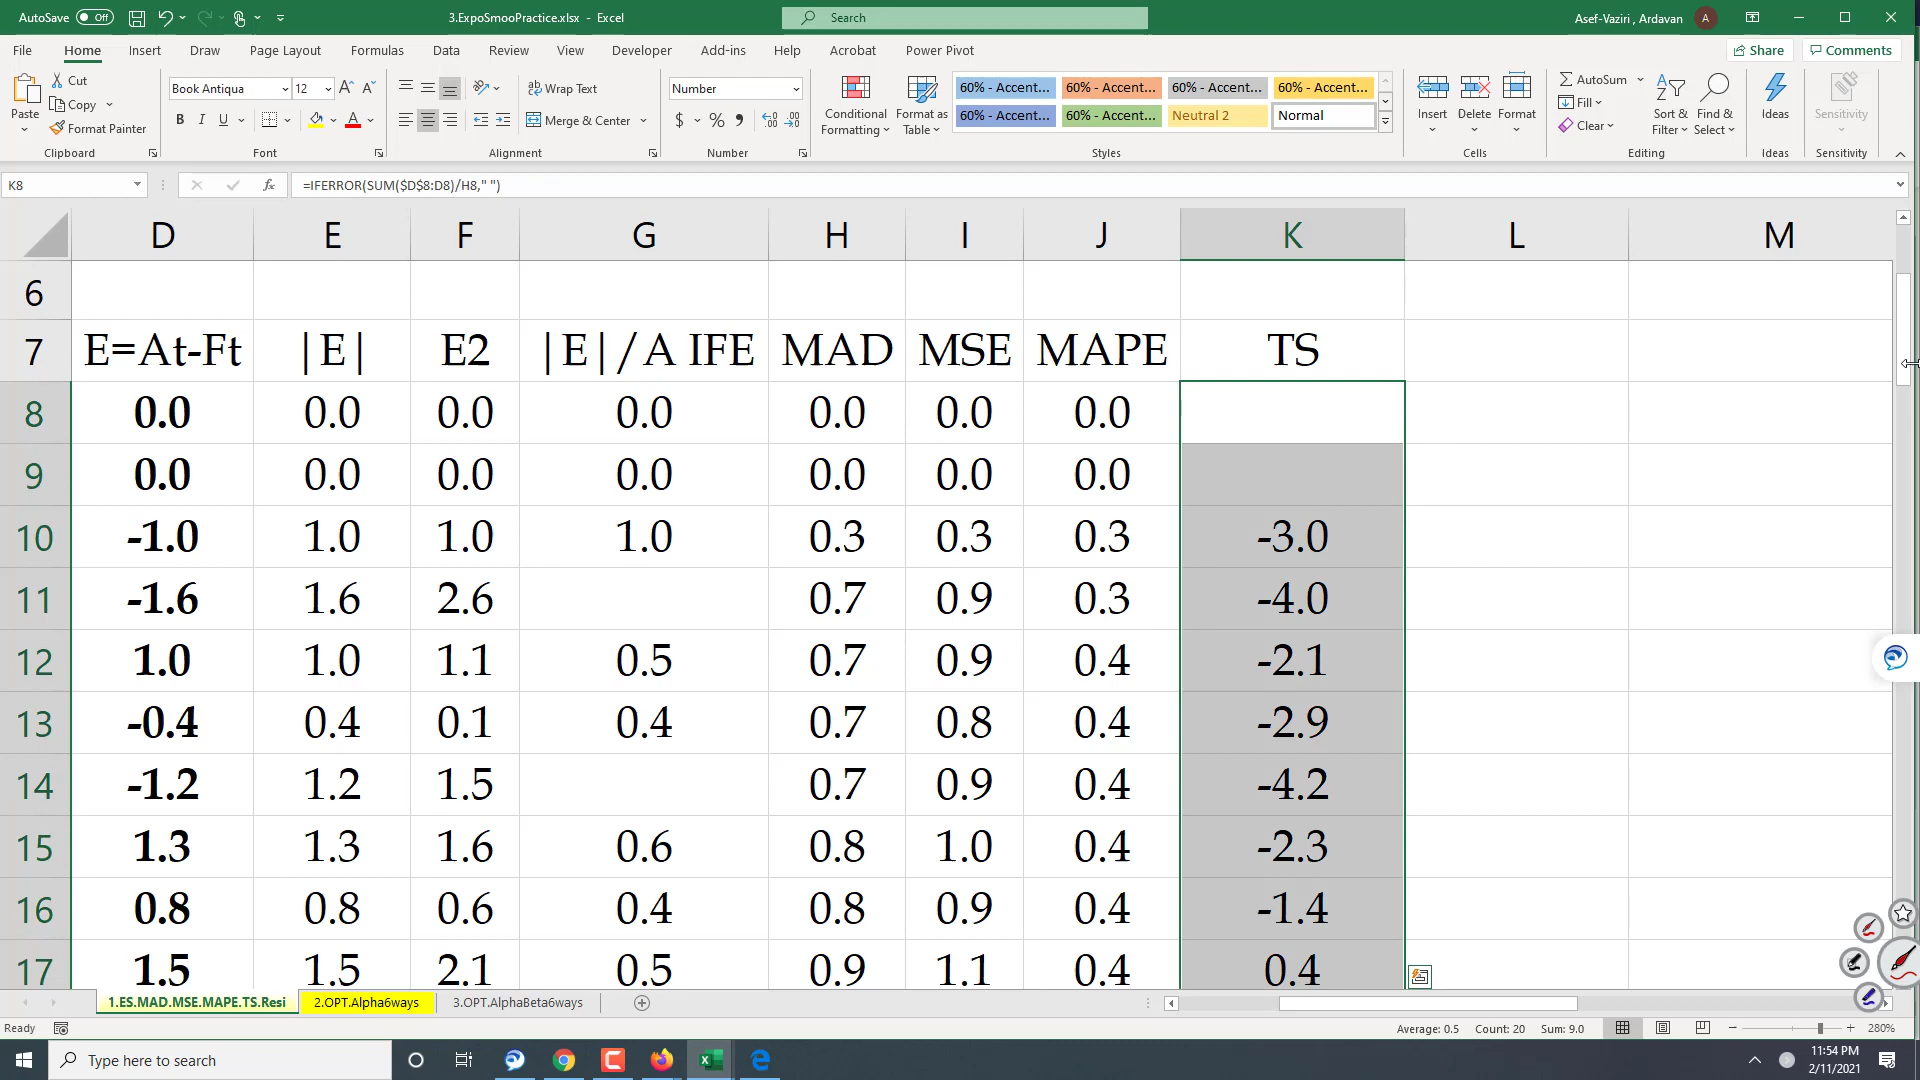 AutoSave Off 3.ExpoSmooPractice.xlsx - Excel Search Asef-Vaziri , Ardavan A
File Home Insert Draw Page Layout Formulas Data Review View Developer Add-ins Help Acrobat Power Pivot Share Comments
Paste Cut Copy Format Painter Clipboard
Book Antiqua 12 B I U A Font
Wrap Text Merge & Center Alignment
Number $ % Number
Conditional Formatting Format as Table 60% - Accent... 60% - Accent... 60% - Accent... 60% - Accent...
60% - Accent... 60% - Accent... Neutral 2 Normal Styles
Insert Delete Format Cells
AutoSum Fill Clear Sort & Filter Find & Select Editing
Ideas Ideas
Sensitivity Sensitivity
K8 fx =IFERROR(SUM($D$8:D8)/H8," ")
D E F G H I J K L M
6
7 E=At-Ft |E| E2 |E|/A IFE MAD MSE MAPE TS
8 0.0 0.0 0.0 0.0 0.0 0.0 0.0
9 0.0 0.0 0.0 0.0 0.0 0.0 0.0
10 -1.0 1.0 1.0 1.0 0.3 0.3 0.3 -3.0
11 -1.6 1.6 2.6 0.7 0.9 0.3 -4.0
12 1.0 1.0 1.1 0.5 0.7 0.9 0.4 -2.1
13 -0.4 0.4 0.1 0.4 0.7 0.8 0.4 -2.9
14 -1.2 1.2 1.5 0.7 0.9 0.4 -4.2
15 1.3 1.3 1.6 0.6 0.8 1.0 0.4 -2.3
16 0.8 0.8 0.6 0.4 0.8 0.9 0.4 -1.4
17 1.5 1.5 2.1 0.5 0.9 1.1 0.4 0.4
1.ES.MAD.MSE.MAPE.TS.Resi 2.OPT.Alpha6ways 3.OPT.AlphaBeta6ways
Ready Average: 0.5 Count: 20 Sum: 9.0 280%
Type here to search 11:54 PM
2/11/2021